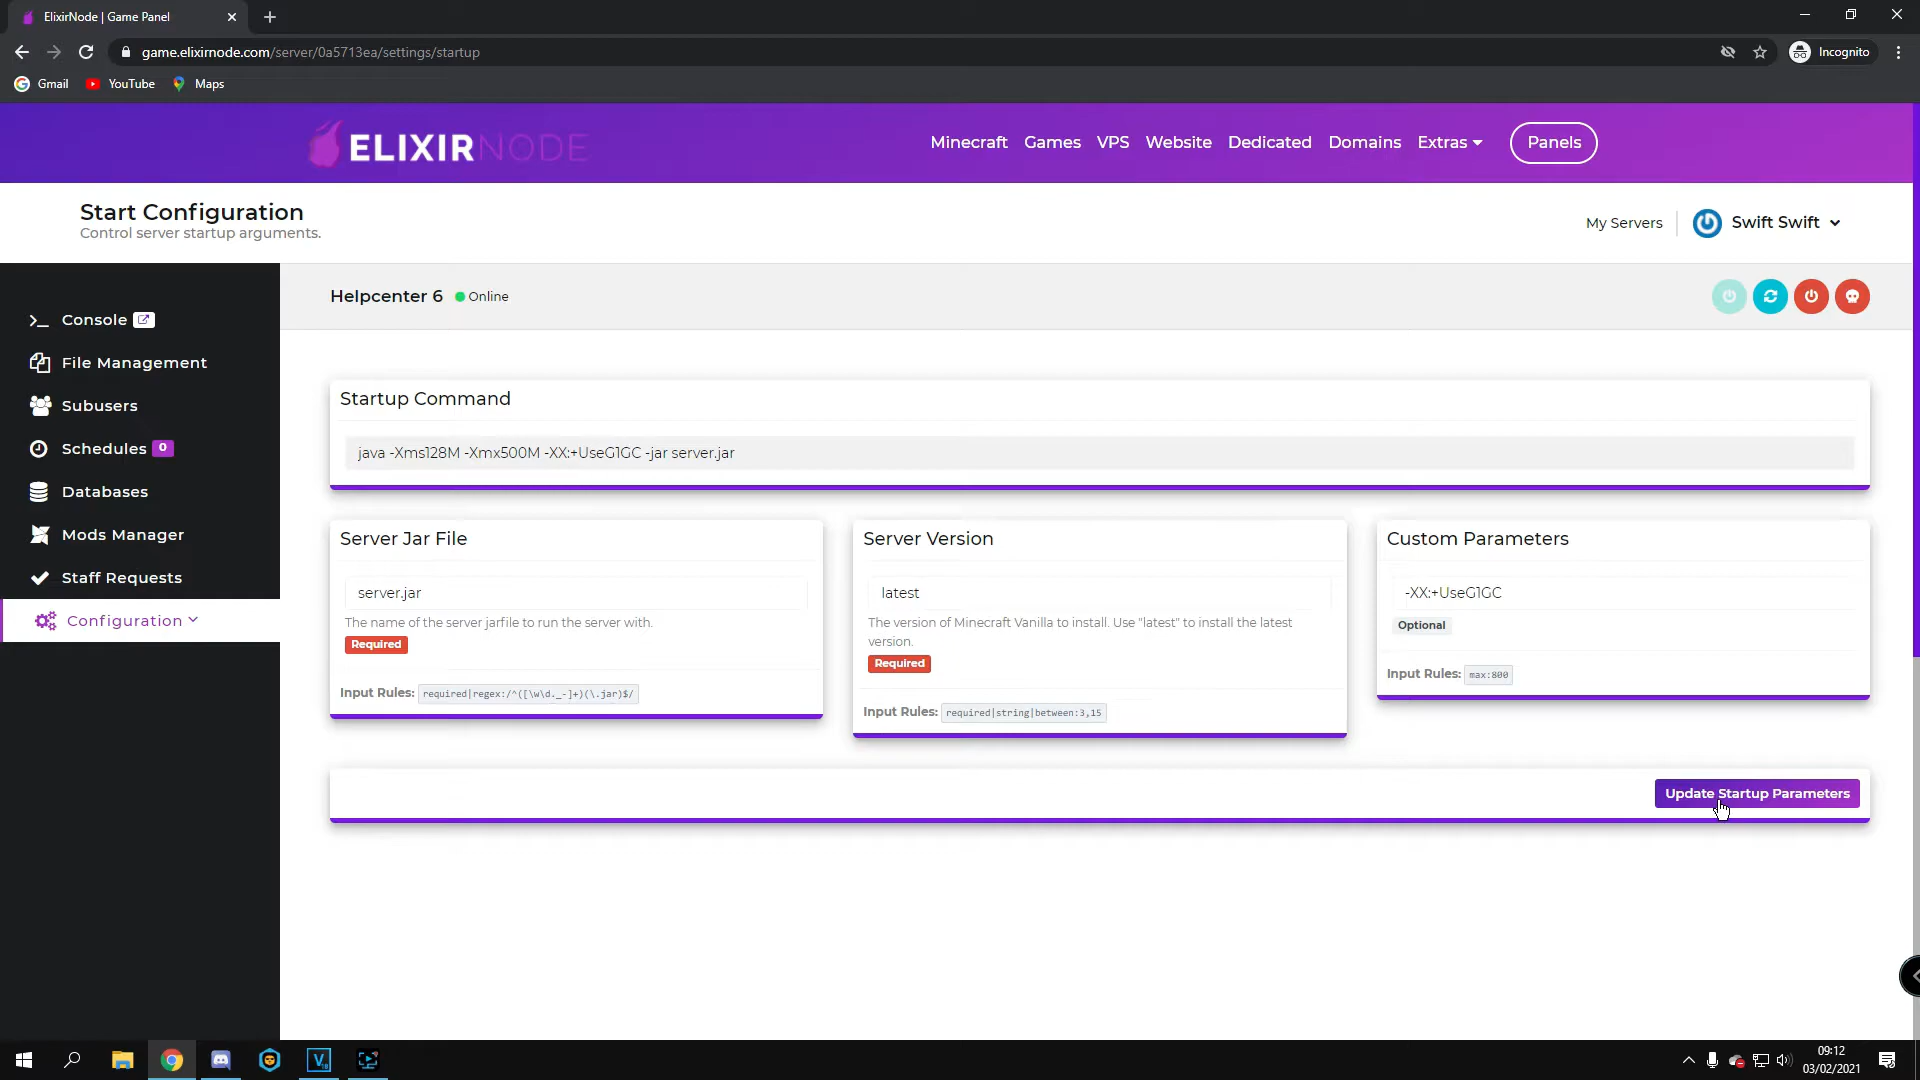 ElixirNode | Game Panel
game.elixirnode.com/server/0a5713ea/settings/startup
Incognito
Gmail
YouTube
Maps
ELIXIRNODE
Minecraft
Games
VPS
Website
Dedicated
Domains
Extras
Panels
Start Configuration
Control server startup arguments.
My Servers
Swift Swift
Helpcenter 6
Online
Console
File Management
Subusers
Schedules 0
Databases
Mods Manager
Staff Requests
Configuration
Startup Command
java -Xms128M -Xmx500M -XX:+UseG1GC -jar server.jar
Server Jar File
server.jar
The name of the server jarfile to run the server with.
Required
Input Rules: required|regex:/^([\w\d._-]+)(\.jar)$/
Server Version
latest
The version of Minecraft Vanilla to install. Use "latest" to install the latest
version.
Required
Input Rules: required|string|between:3,15
Custom Parameters
-XX:+UseG1GC
Optional
Input Rules: max:800
Update Startup Parameters
09:12
03/02/2021